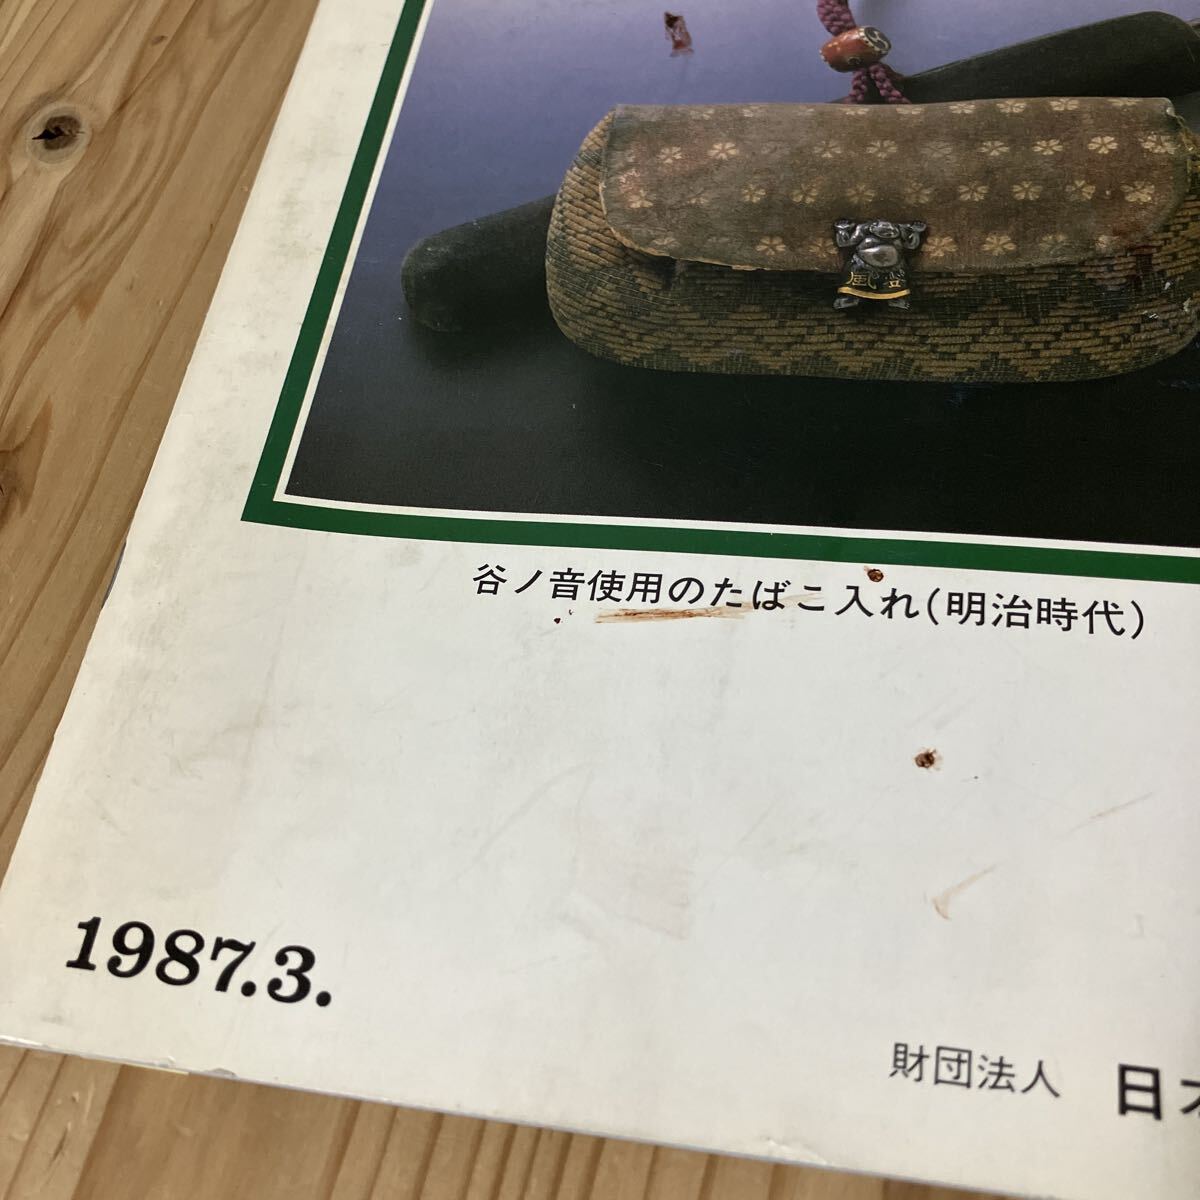 谷ノ音使用のたばこ入れ(明治時代)
1987.3.
財団法人 日